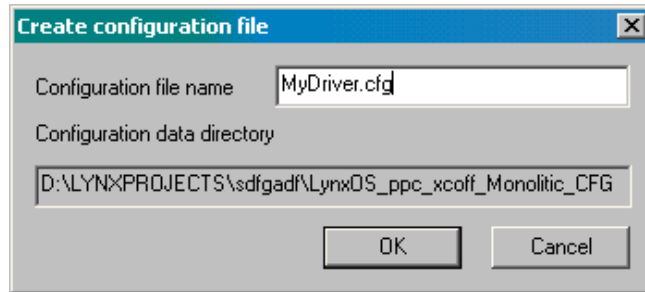 Create configuration file
Configuration file name MyDriver.cfg
Configuration data directory
D:\LYNXPROJECTS\sdfgadf\LynxOS_ppc_xcoff_Monolitic_CFG
OK Cancel